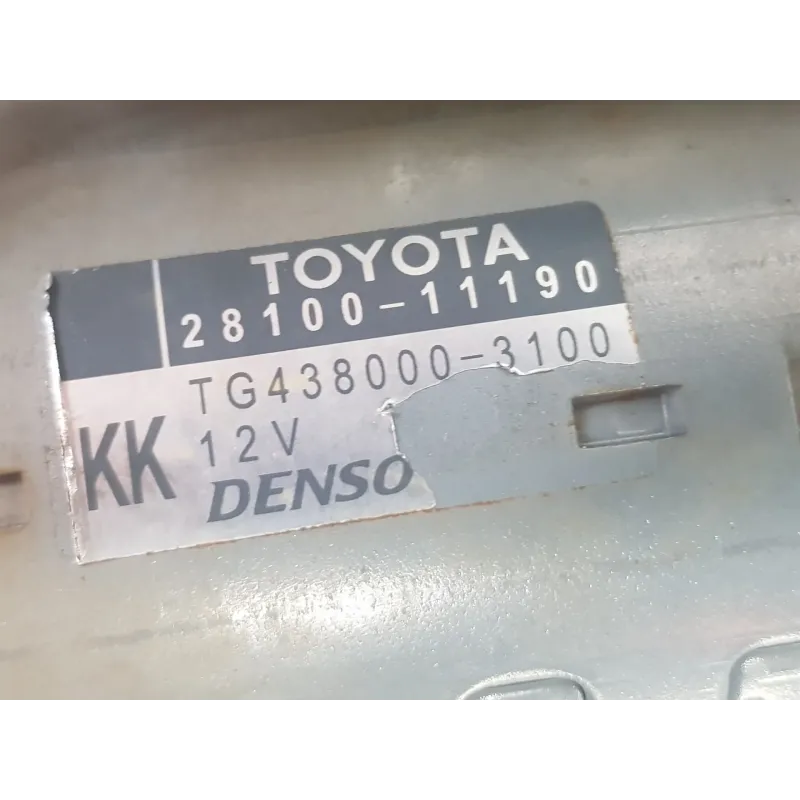 TOYOTA
28100-11190
TG438000-3100
KK
12V
DENSO